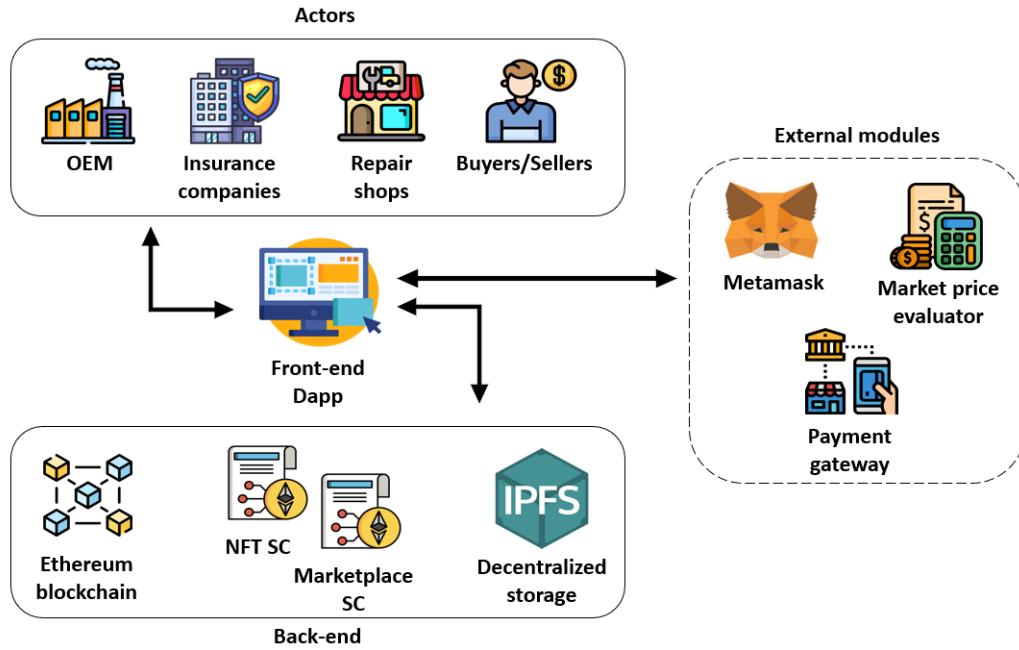 Actors
OEM
Insurance
companies
Repair
shops
Buyers/Sellers
External modules
$
$
$
Metamask
Market price
evaluator
Front-end
Dapp
Payment
gateway
Ethereum
blockchain
NFT SC
Marketplace
SC
IPFS
Decentralized
storage
Back-end